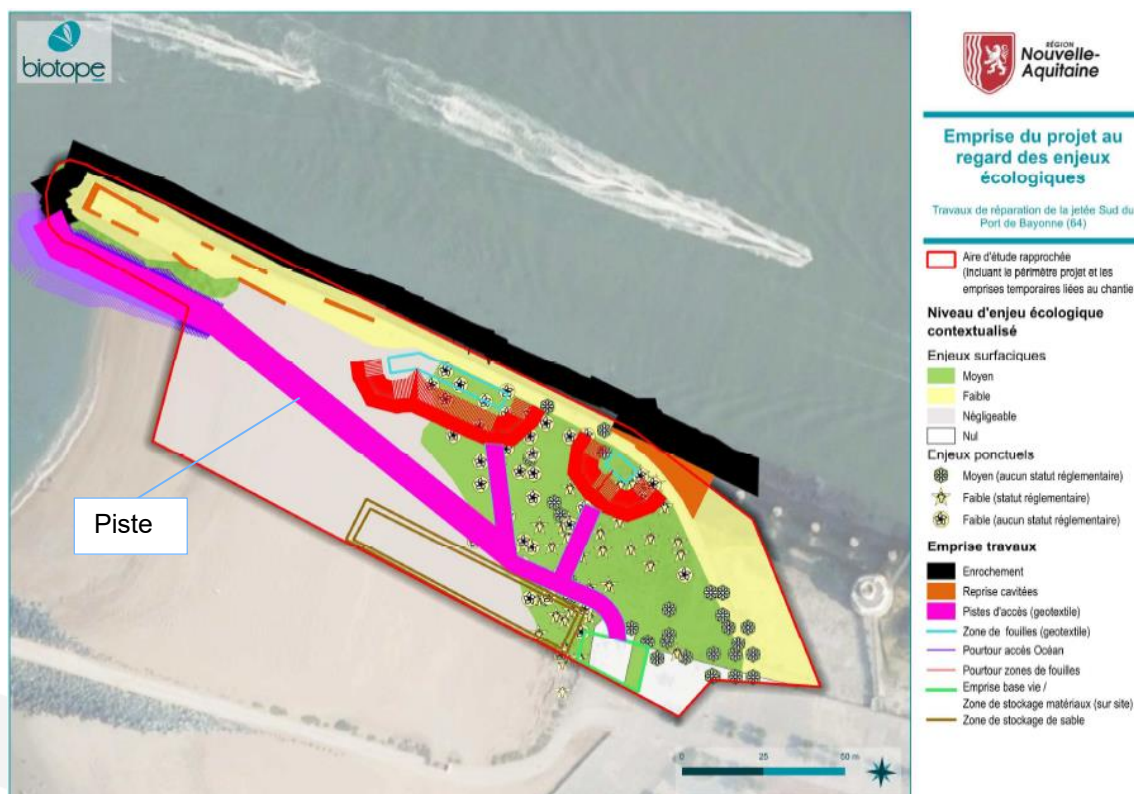 biotope
Piste
0 25 50 m
RÉGION
Nouvelle-
Aquitaine
Emprise du projet au
regard des enjeux
écologiques
Travaux de réparation de la jetée Sud du
Port de Bayonne (64)
Aire d'étude rapprochée
(Incluant le périmètre projet et les
emprises temporaires liées au chantie
Niveau d'enjeu écologique
contextualisé
Enjeux surfaciques
Moyen
Faible
Négligeable
Nul
Enjeux ponctuels
Moyen (aucun statut réglementaire)
Faible (statut réglementaire)
Faible (aucun statut réglementaire)
Emprise travaux
Enrochement
Reprise cavitées
Pistes d'accès (geotextile)
Zone de fouilles (geotextile)
Pourtour accès Océan
Pourtour zones de fouilles
Emprise base vie /
Zone de stockage matériaux (sur site)
Zone de stockage de sable